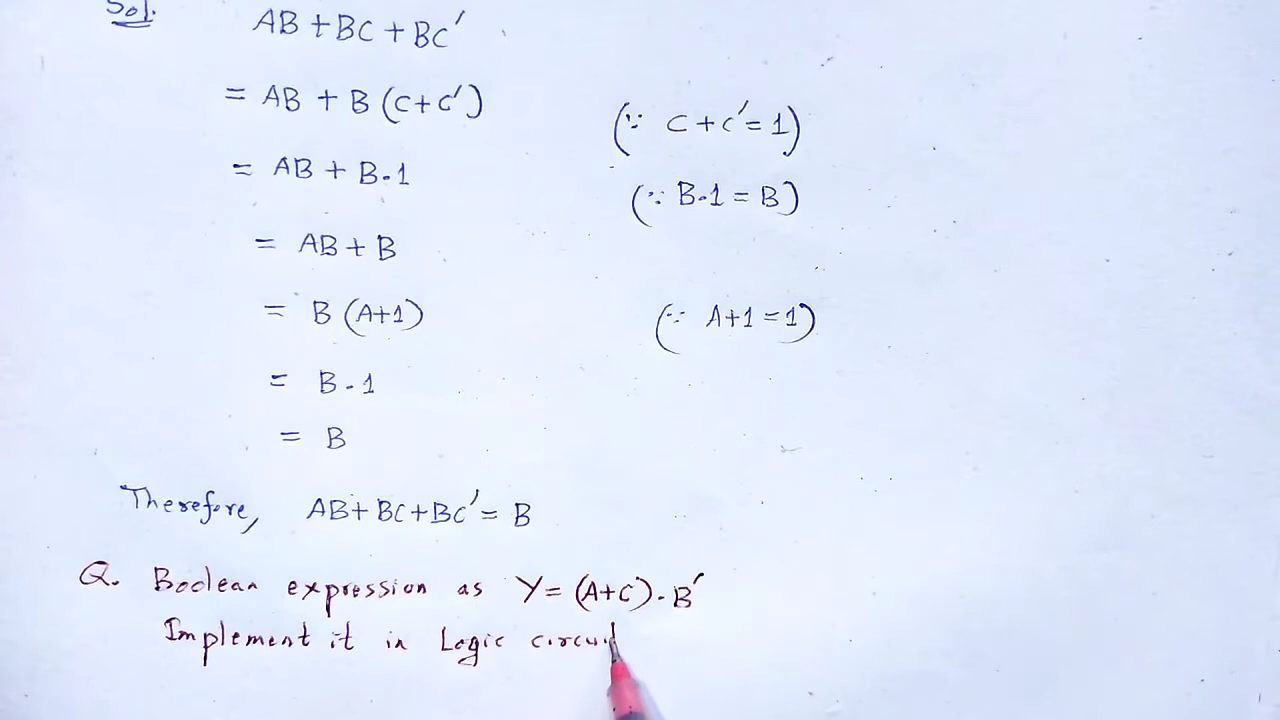 Sol.
AB + BC + BC'
= AB + B (C+C') (∵ C+C'=1)
= AB + B.1 (∵ B.1 = B)
= AB + B
= B (A+1) (∵ A+1=1)
= B.1
= B
Therefore, AB+BC+BC'= B
Q. Boolean expression as Y= (A+C).B'
Implement it in Logic circui